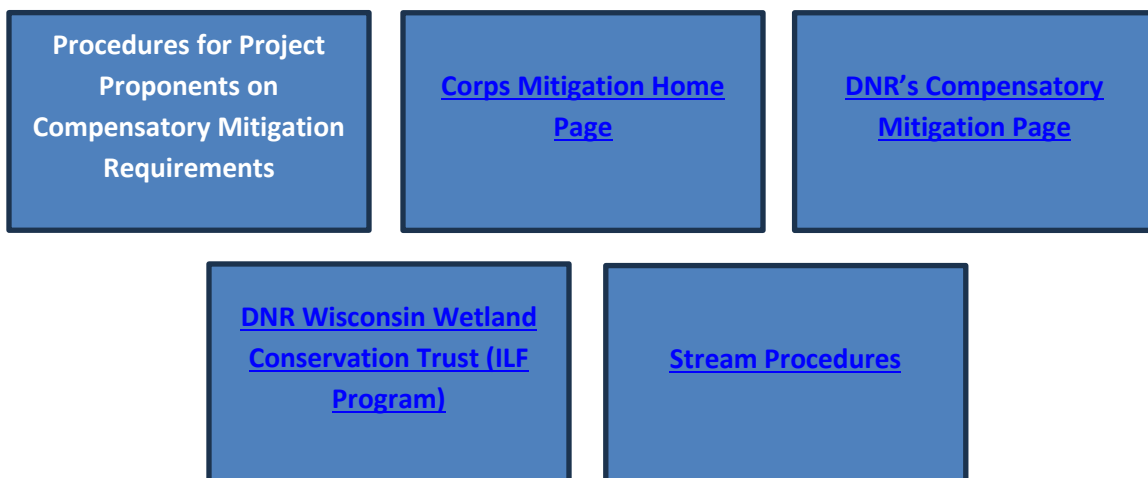 Procedures for Project
Proponents on
Compensatory Mitigation
Requirements
Corps Mitigation Home
Page
DNR’s Compensatory
Mitigation Page
DNR Wisconsin Wetland
Conservation Trust (ILF
Program)
Stream Procedures